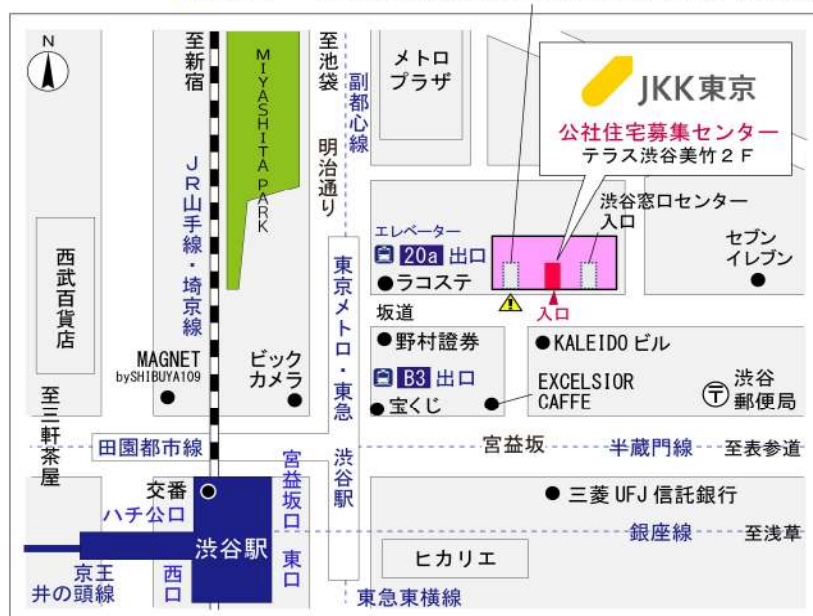 N
至新宿
MIYASHITA PARK
至池袋
明治通り
副都心線
メトロ
プラザ
JKK東京
公社住宅募集センター
テラス渋谷美竹2F
JR山手線・埼京線
西武百貨店
エレベーター
20a 出口
ラコステ
渋谷窓口センター
入口
セブン
イレブン
入口
坂道
東京メトロ・東急
渋谷駅
野村證券
KALEIDO ビル
MAGNET
bySHIBUYA109
ビック
カメラ
B3 出口
宝くじ
EXCELSIOR
CAFFE
渋谷
郵便局
至三軒茶屋
田園都市線
宮益坂
半蔵門線
至表参道
交番
ハチ公口
宮益坂口
三菱 UFJ 信託銀行
渋谷駅
銀座線
至浅草
京王
井の頭線
西口
東口
ヒカリエ
東急東横線